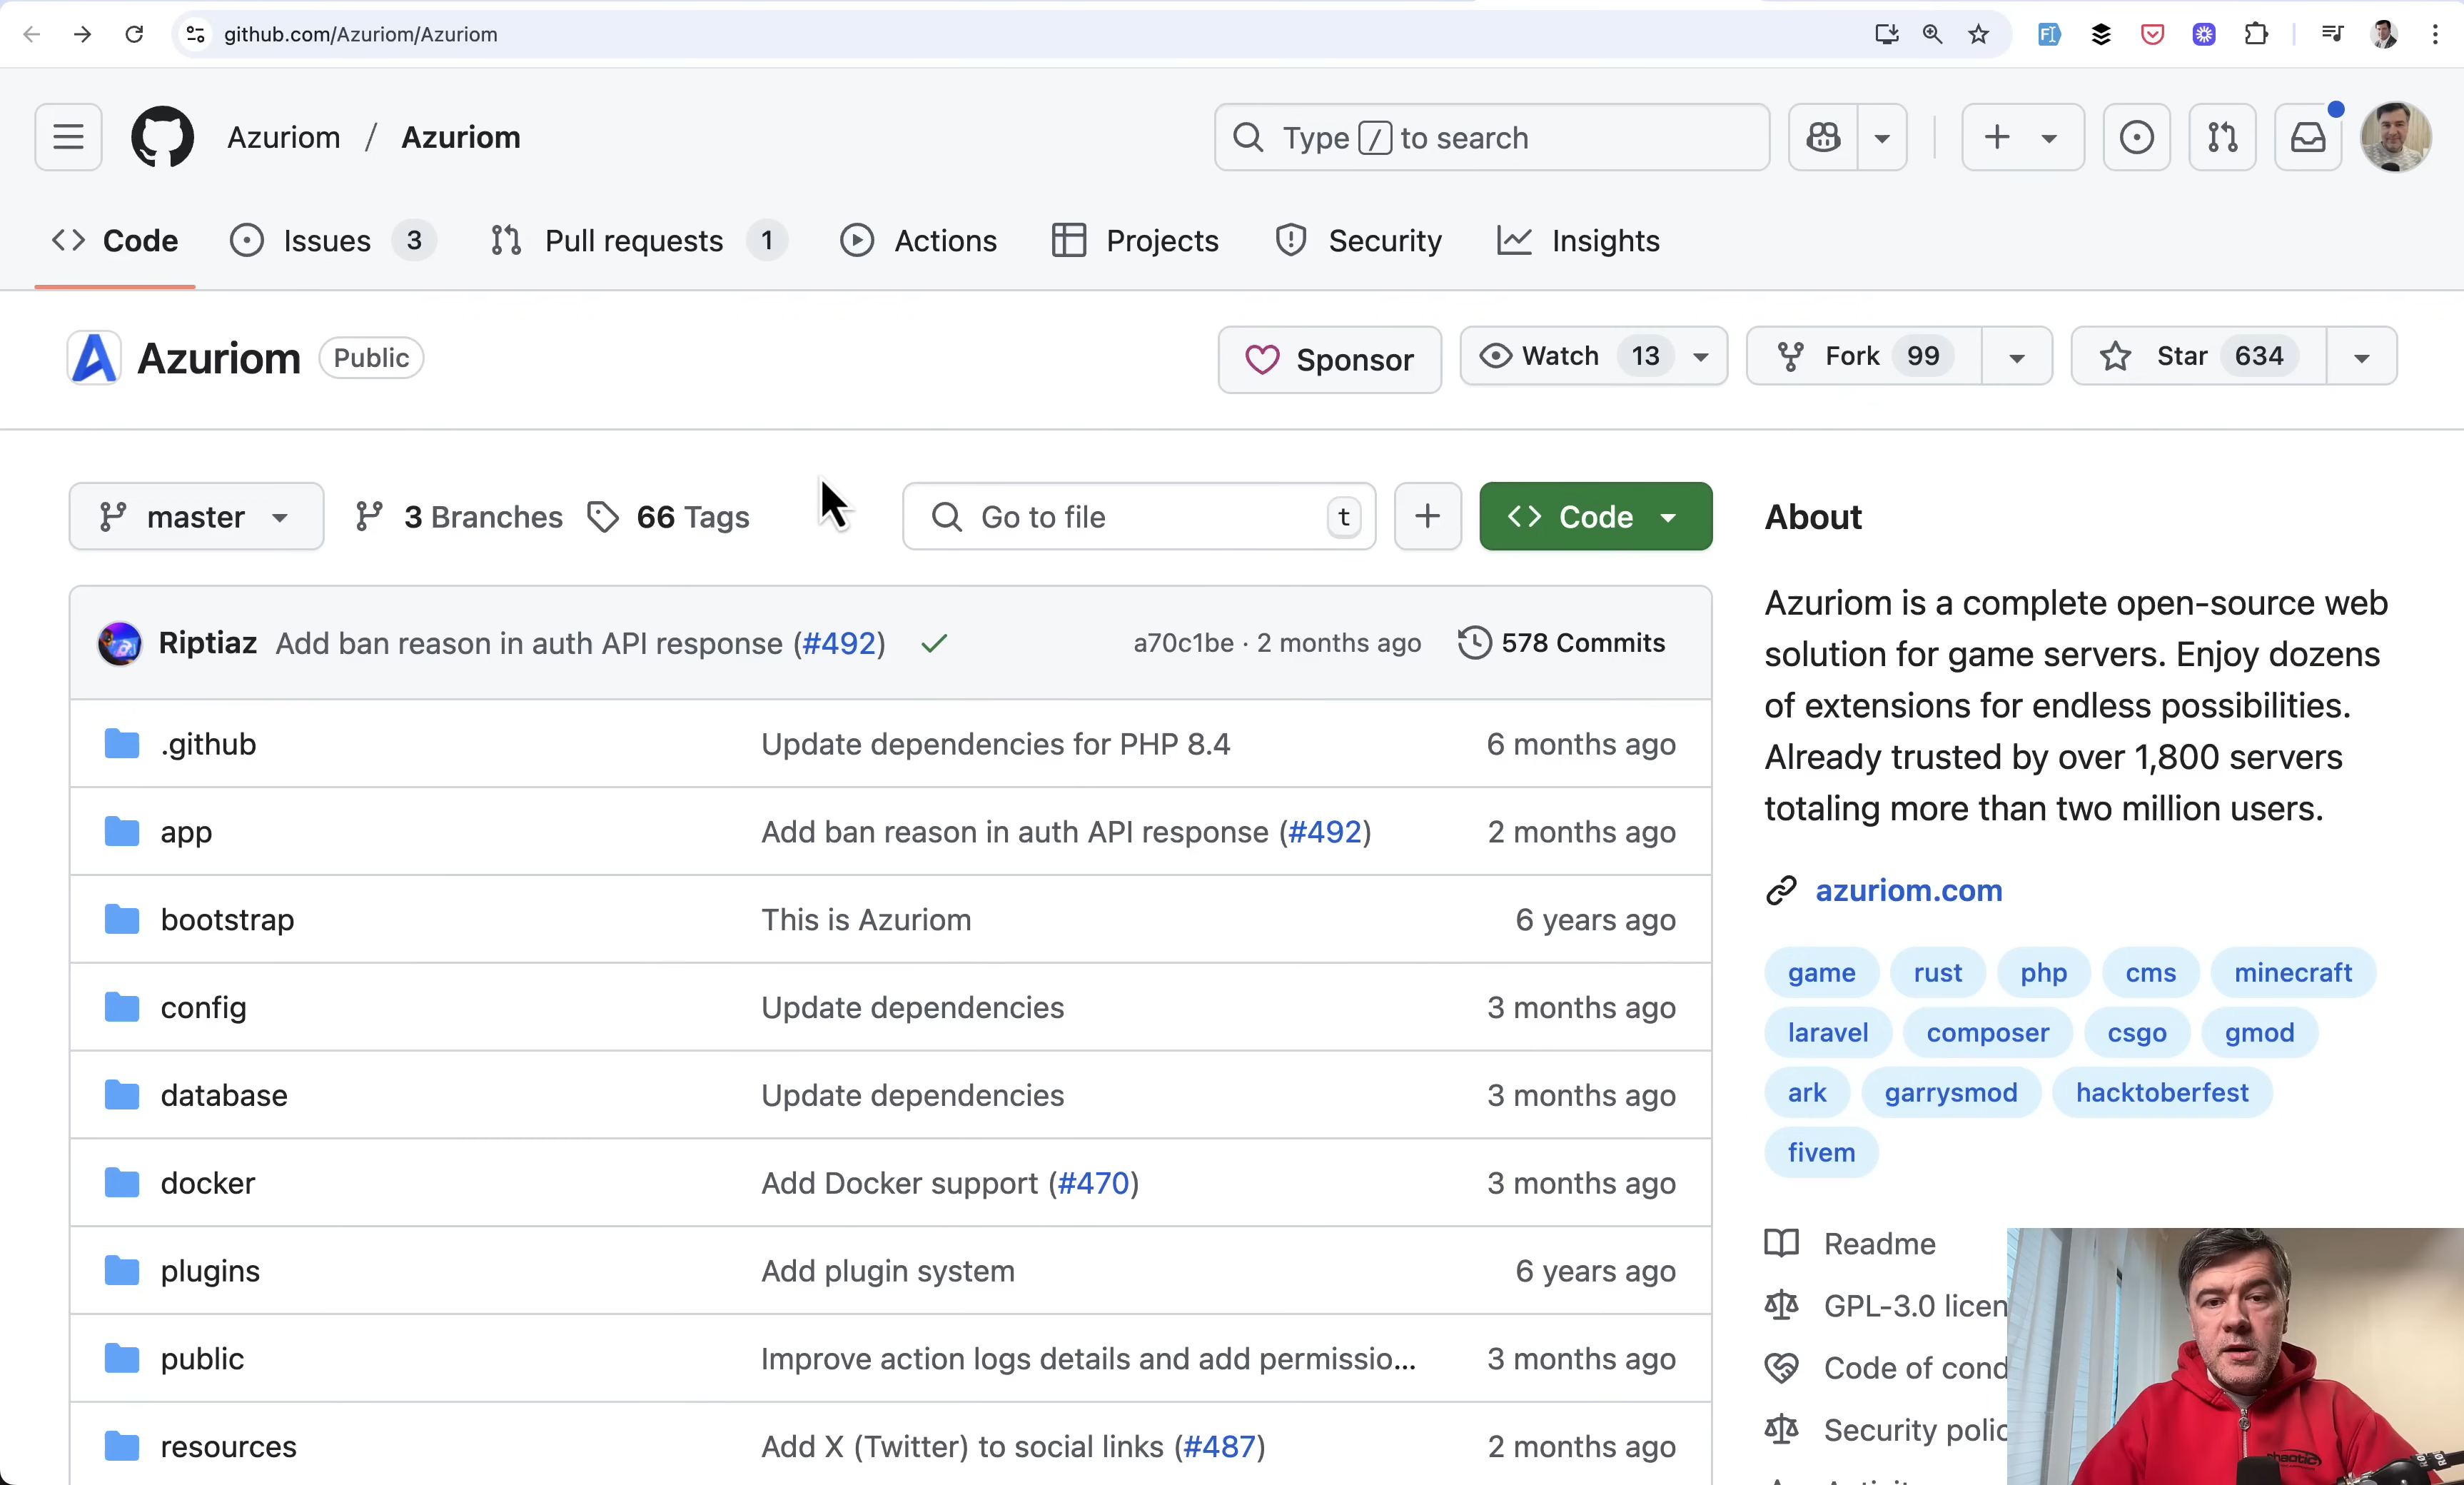 github.com/Azuriom/Azuriom
Azuriom / Azuriom
Type / to search
Code
Issues 3
Pull requests 1
Actions
Projects
Security
Insights
Azuriom Public
Sponsor
Watch 13
Fork 99
Star 634
master
3 Branches
66 Tags
Go to file t
Code
Riptiaz Add ban reason in auth API response (#492) a70c1be · 2 months ago 578 Commits
.github Update dependencies for PHP 8.4 6 months ago
app Add ban reason in auth API response (#492) 2 months ago
bootstrap This is Azuriom 6 years ago
config Update dependencies 3 months ago
database Update dependencies 3 months ago
docker Add Docker support (#470) 3 months ago
plugins Add plugin system 6 years ago
public Improve action logs details and add permissio... 3 months ago
resources Add X (Twitter) to social links (#487) 2 months ago
About
Azuriom is a complete open-source web
solution for game servers. Enjoy dozens
of extensions for endless possibilities.
Already trusted by over 1,800 servers
totaling more than two million users.
azuriom.com
game rust php cms minecraft
laravel composer csgo gmod
ark garrysmod hacktoberfest
fivem
Readme
GPL-3.0 licen
Code of cond
Security polic